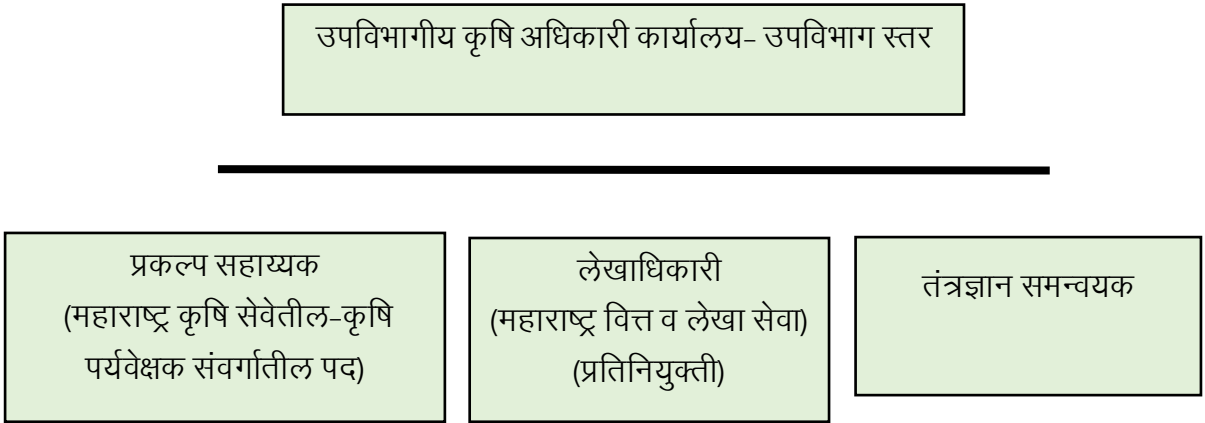 उपविभागीय कृषि अधिकारी कार्यालय- उपविभाग स्तर
प्रकल्प सहाय्यक
(महाराष्ट्र कृषि सेवेतील-कृषि
पर्यवेक्षक संवर्गातील पद)
लेखाधिकारी
(महाराष्ट्र वित्त व लेखा सेवा)
(प्रतिनियुक्ती)
तंत्रज्ञान समन्वयक